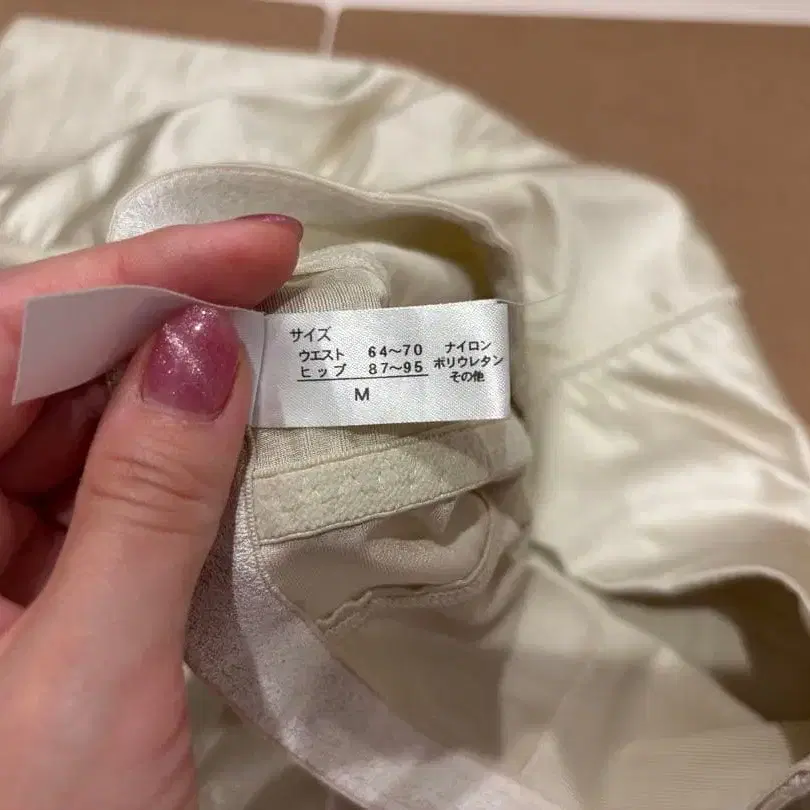 サイズ
ウエスト 64～70
ヒップ 87～95
M
ナイロン
ポリウレタン
その他